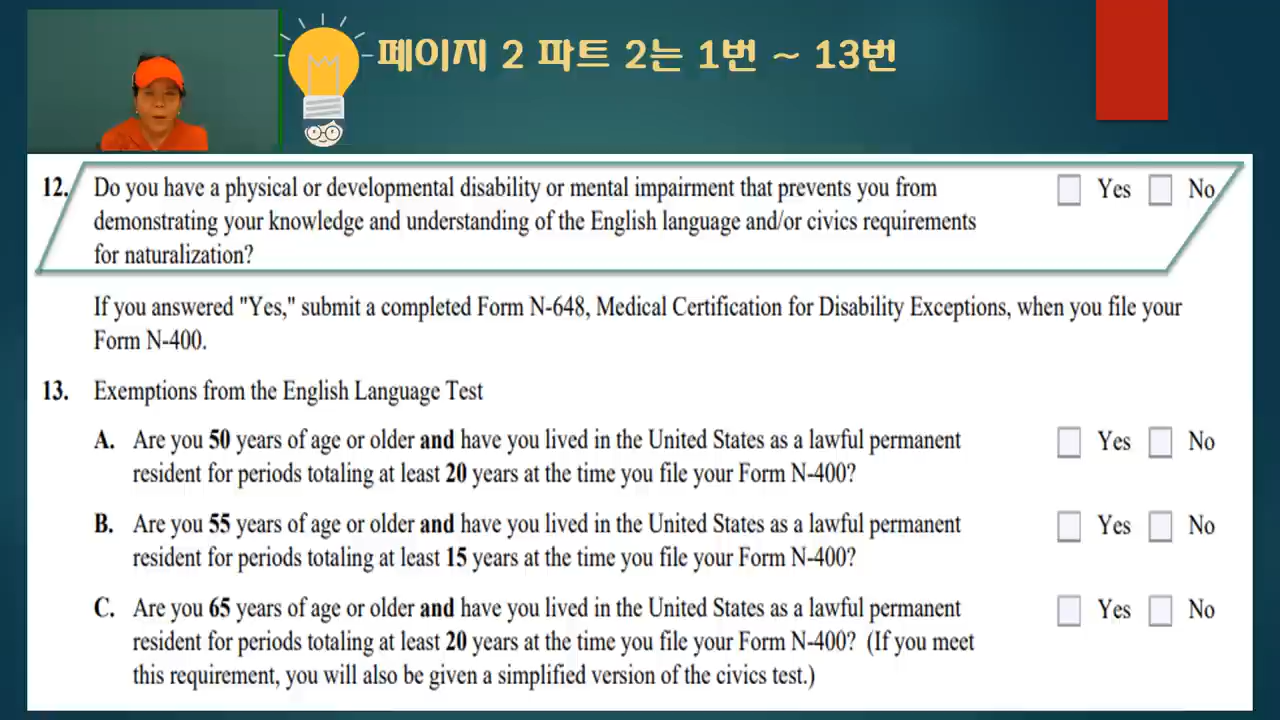 페이지 2 파트 2는 1번 ~ 13번
12. Do you have a physical or developmental disability or mental impairment that prevents you from
demonstrating your knowledge and understanding of the English language and/or civics requirements
for naturalization?
Yes No
If you answered "Yes," submit a completed Form N-648, Medical Certification for Disability Exceptions, when you file your
Form N-400.
13. Exemptions from the English Language Test
A. Are you 50 years of age or older and have you lived in the United States as a lawful permanent
resident for periods totaling at least 20 years at the time you file your Form N-400?
Yes No
B. Are you 55 years of age or older and have you lived in the United States as a lawful permanent
resident for periods totaling at least 15 years at the time you file your Form N-400?
Yes No
C. Are you 65 years of age or older and have you lived in the United States as a lawful permanent
resident for periods totaling at least 20 years at the time you file your Form N-400? (If you meet
this requirement, you will also be given a simplified version of the civics test.)
Yes No